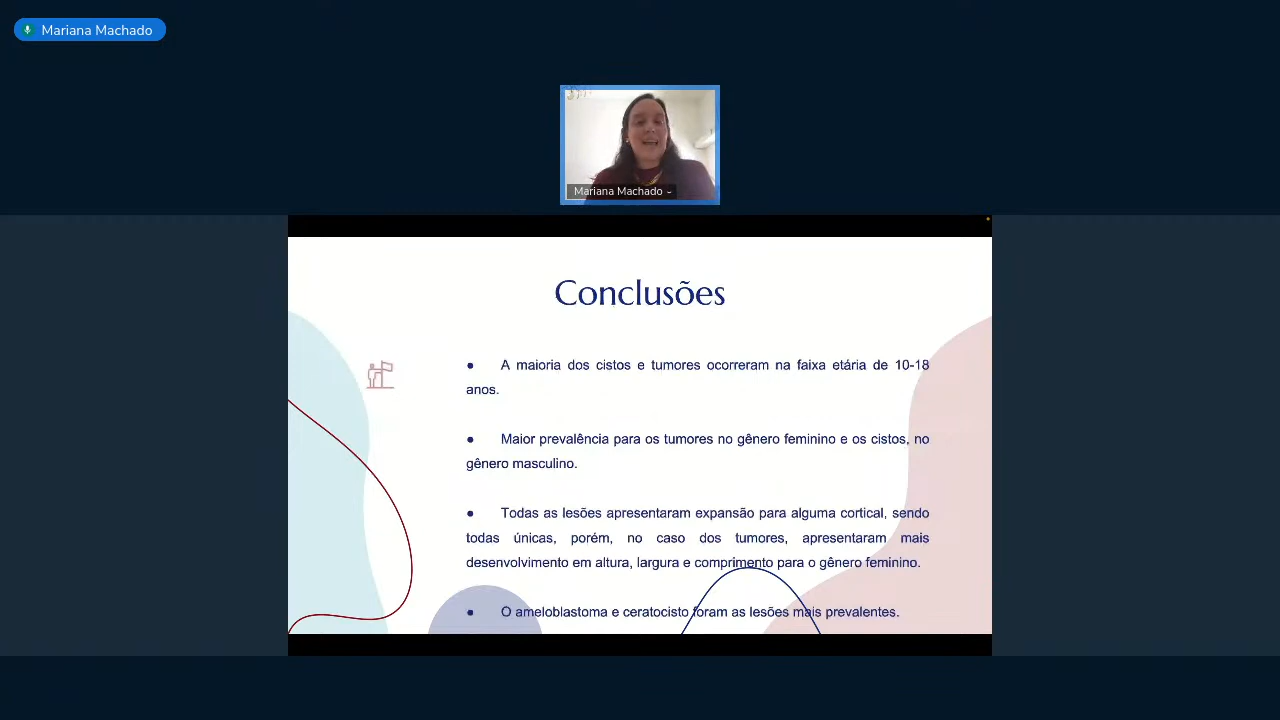 Mariana Machado
Mariana Machado
Conclusões
● A maioria dos cistos e tumores ocorreram na faixa etária de 10-18
anos.
● Maior prevalência para os tumores no gênero feminino e os cistos, no
gênero masculino.
● Todas as lesões apresentaram expansão para alguma cortical, sendo
todas únicas, porém, no caso dos tumores, apresentaram mais
desenvolvimento em altura, largura e comprimento para o gênero feminino.
● O ameloblastoma e ceratocisto foram as lesões mais prevalentes.